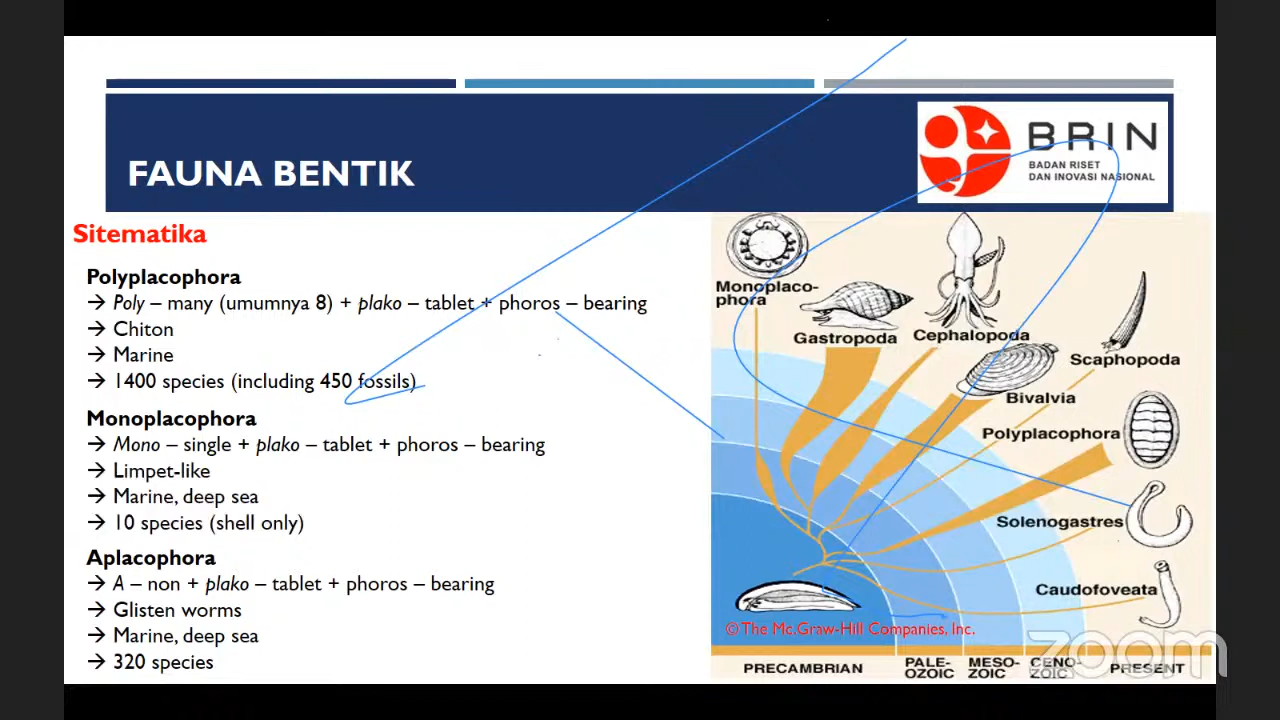 FAUNA BENTIK
BRIN
BADAN RISET
DAN INOVASI NASIONAL
Sitematika
Polyplacophora
→ Poly – many (umumnya 8) + plako – tablet + phoros – bearing
→ Chiton
→ Marine
→ 1400 species (including 450 fossils)
Monoplacophora
→ Mono – single + plako – tablet + phoros – bearing
→ Limpet-like
→ Marine, deep sea
→ 10 species (shell only)
Aplacophora
→ A – non + plako – tablet + phoros – bearing
→ Glisten worms
→ Marine, deep sea
→ 320 species
Monoplaco-
phora
Gastropoda
Cephalopoda
Scaphopoda
Bivalvia
Polyplacophora
Solenogastres
Caudofoveata
© The Mc.Graw-Hill Companies, Inc.
PRECAMBRIAN
PALE-
OZOIC
MESO-
ZOIC
CENO-
ZOIC
PRESENT
zoom